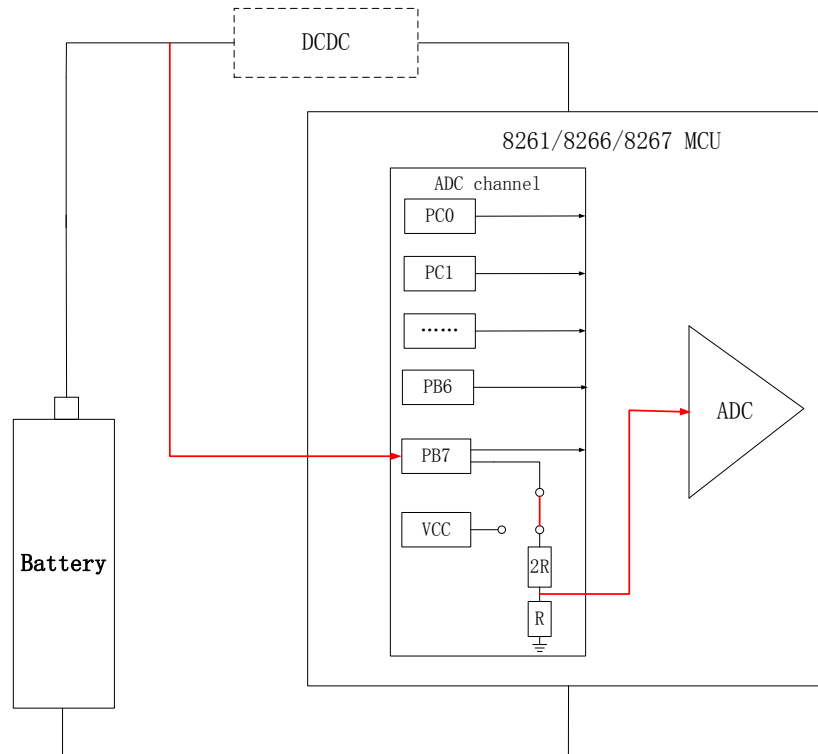 DCDC
8261/8266/8267 MCU
ADC channel
PC0
PC1
……
PB6
ADC
PB7
VCC
Battery
2R
R